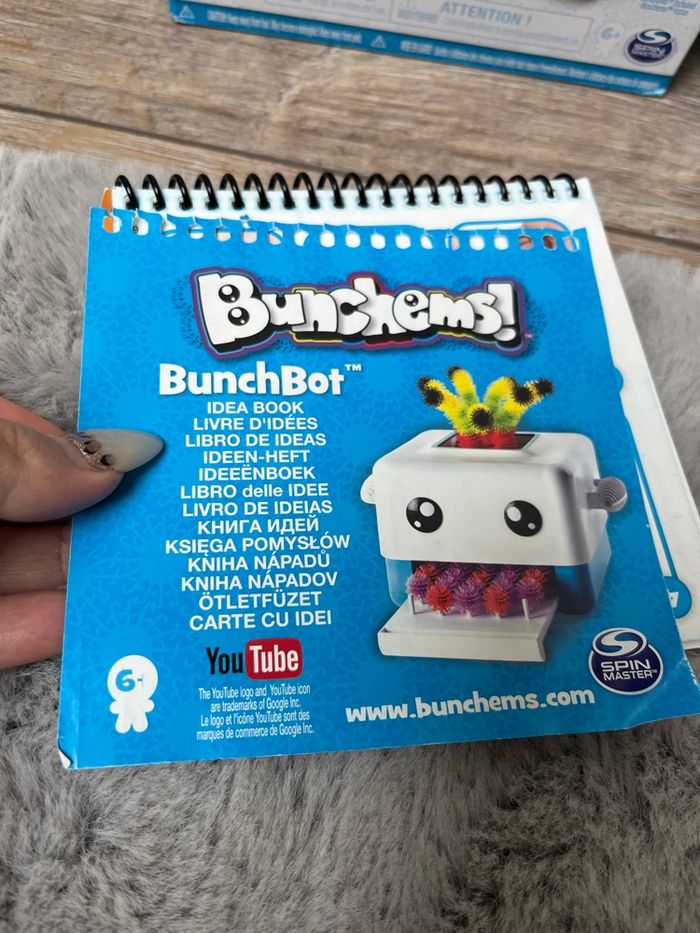 ATTENTION !
6+
SPIN
MASTER
Bunchems!™
BunchBot™
IDEA BOOK
LIVRE D'IDÉES
LIBRO DE IDEAS
IDEEN-HEFT
IDEEËNBOEK
LIBRO delle IDEE
LIVRO DE IDEIAS
КНИГА ИДЕЙ
KSIĘGA POMYSŁÓW
KNIHA NÁPADŮ
KNIHA NÁPADOV
ÖTLETFÜZET
CARTE CU IDEI
YouTube
The YouTube logo and YouTube icon
are trademarks of Google Inc.
Le logo et l'icône YouTube sont des
marques de commerce de Google Inc.
6+
www.bunchems.com
SPIN
MASTER™